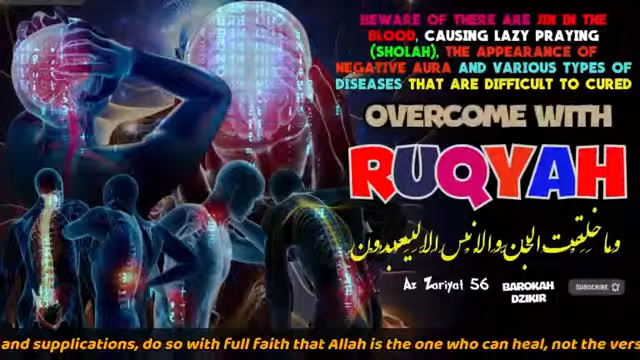 BEWARE OF THERE ARE JIN IN THE
BLOOD, CAUSING LAZY PRAYING
(SHOLAH), THE APPEARANCE OF
NEGATIVE AURA AND VARIOUS TYPES OF
DISEASES THAT ARE DIFFICULT TO CURED
OVERCOME WITH
RUQYAH
وما خلقت الجن والانس الا ليعبدون
Az Zariyat 56
BAROKAH
DZIKIR
SUBSCRIBE
and supplications, do so with full faith that Allah is the one who can heal, not the vers